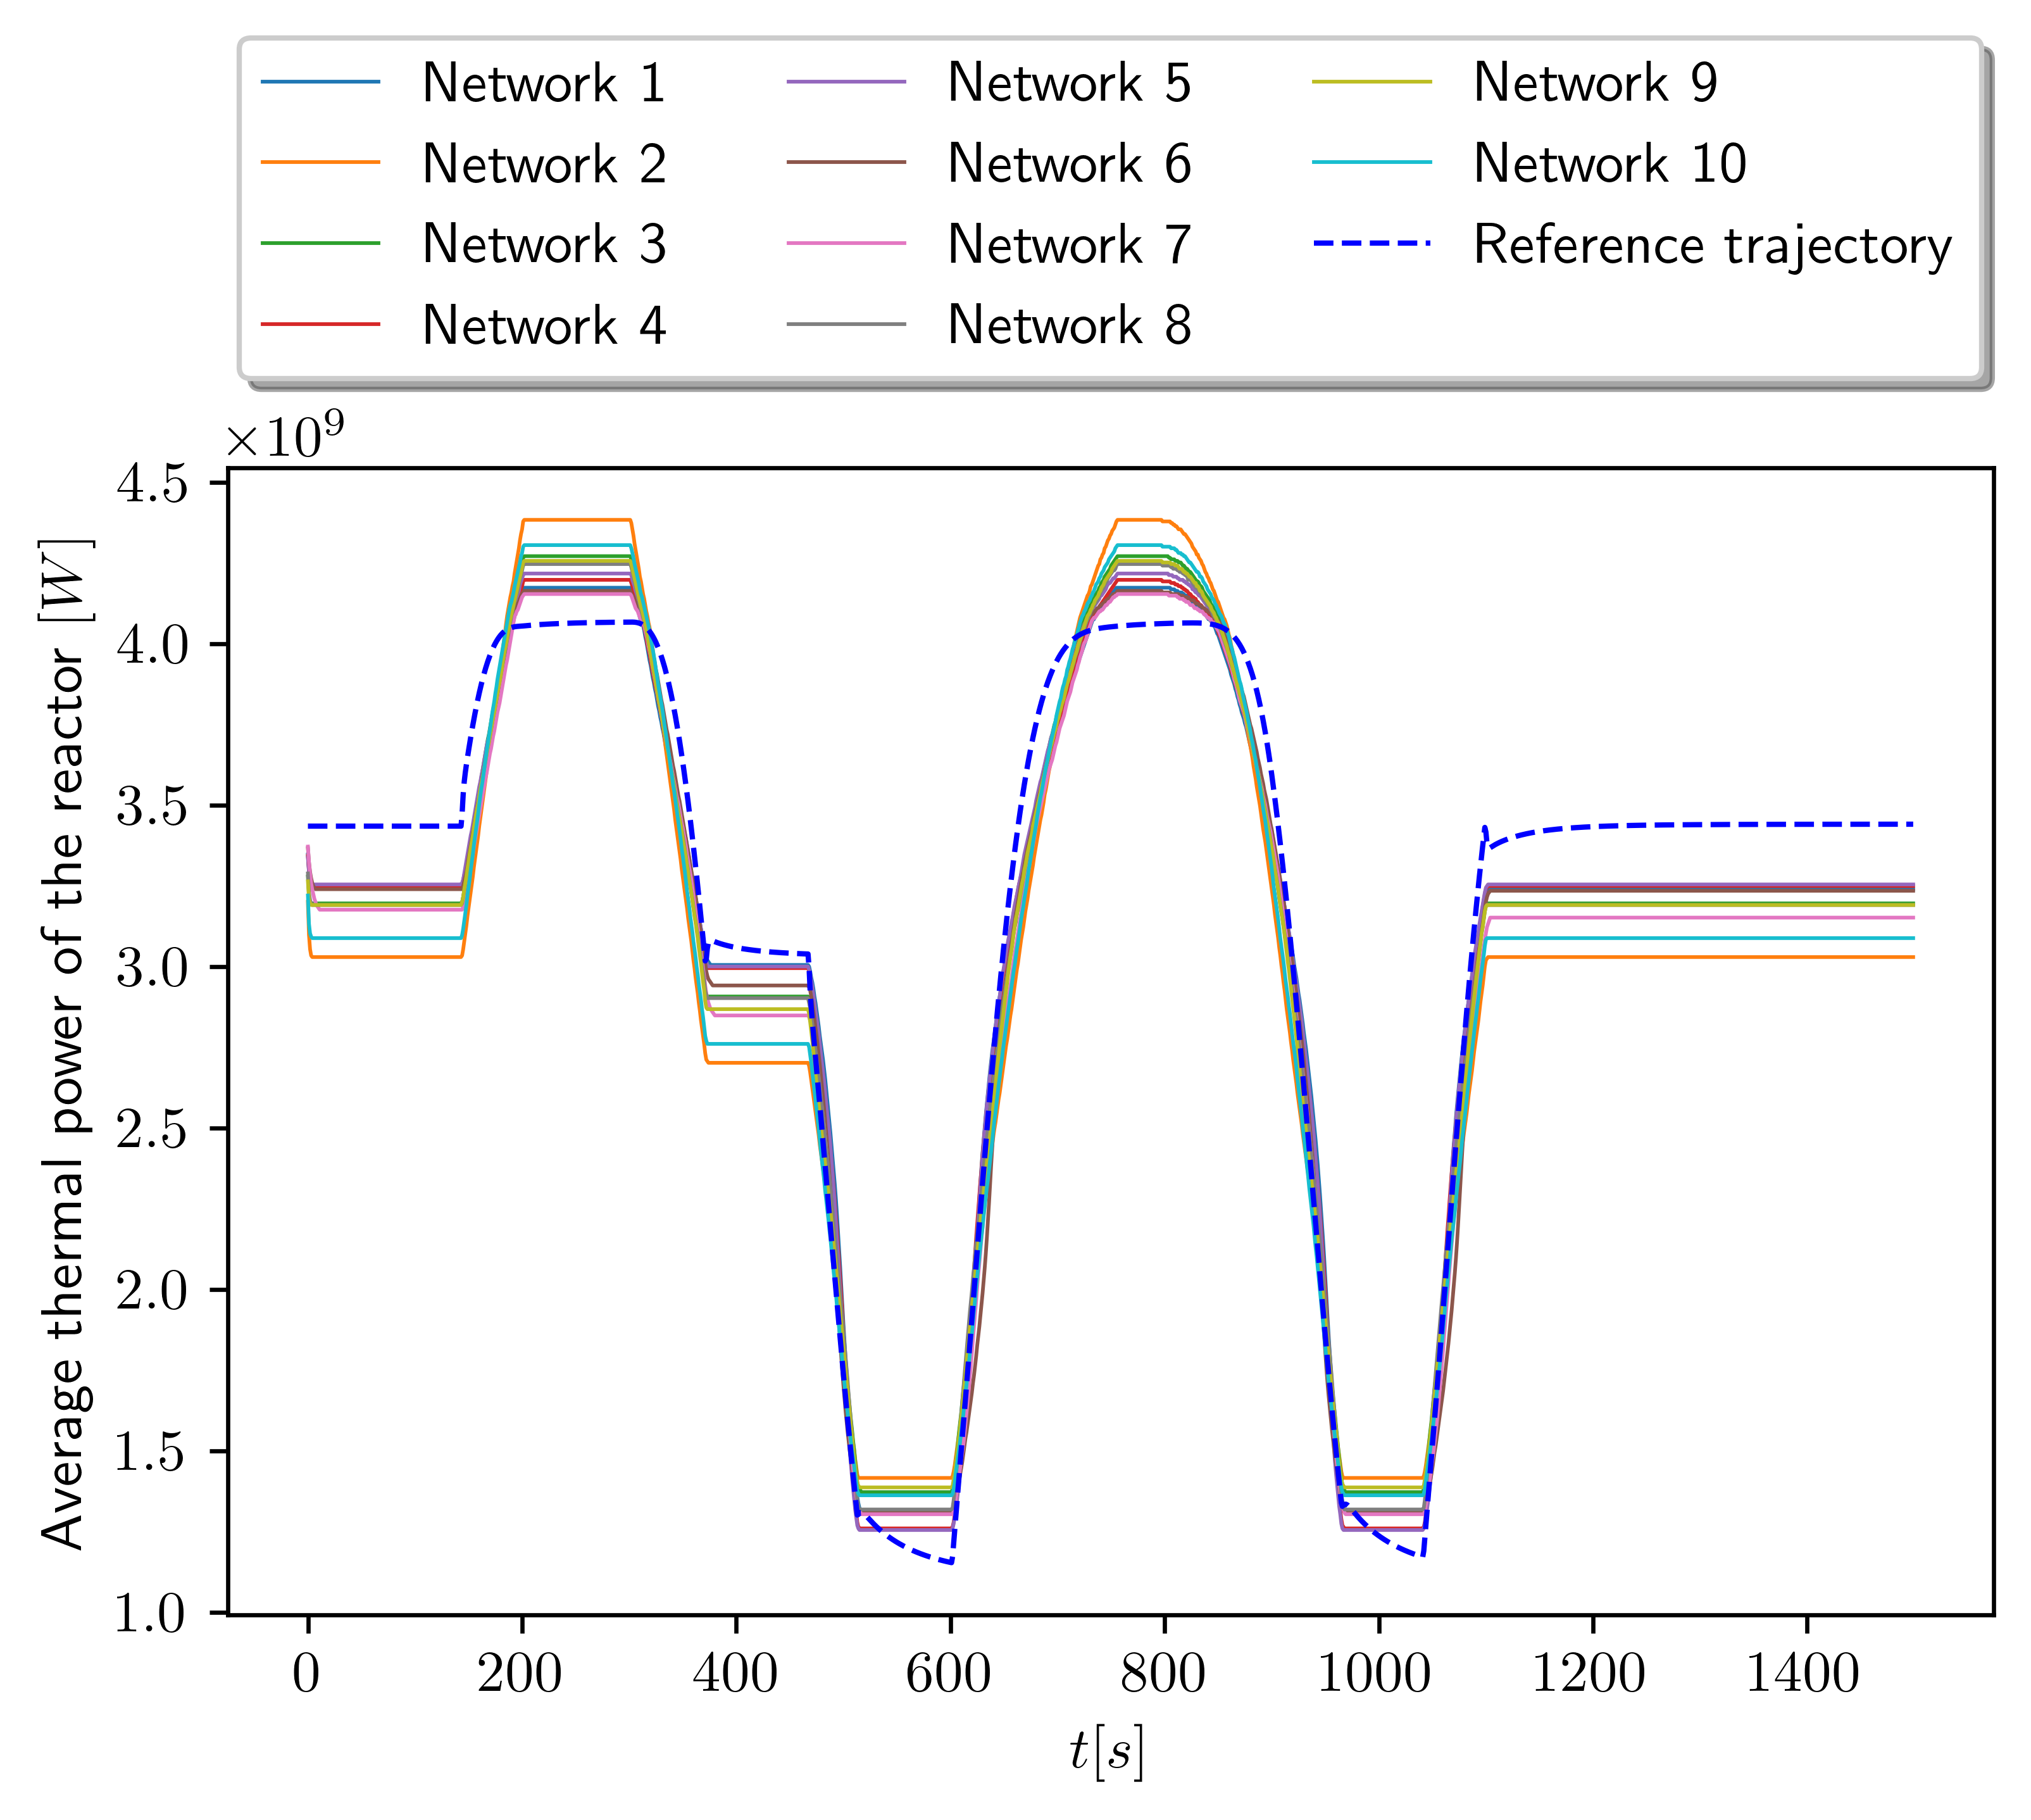 Network 1
Network 2
Network 3
Network 4
Network 5
Network 6
Network 7
Network 8
Network 9
Network 10
Reference trajectory
×10⁹
4.5
4.0
3.5
3.0
2.5
2.0
1.5
1.0
Average thermal power of the reactor [W]
0 200 400 600 800 1000 1200 1400
t[s]